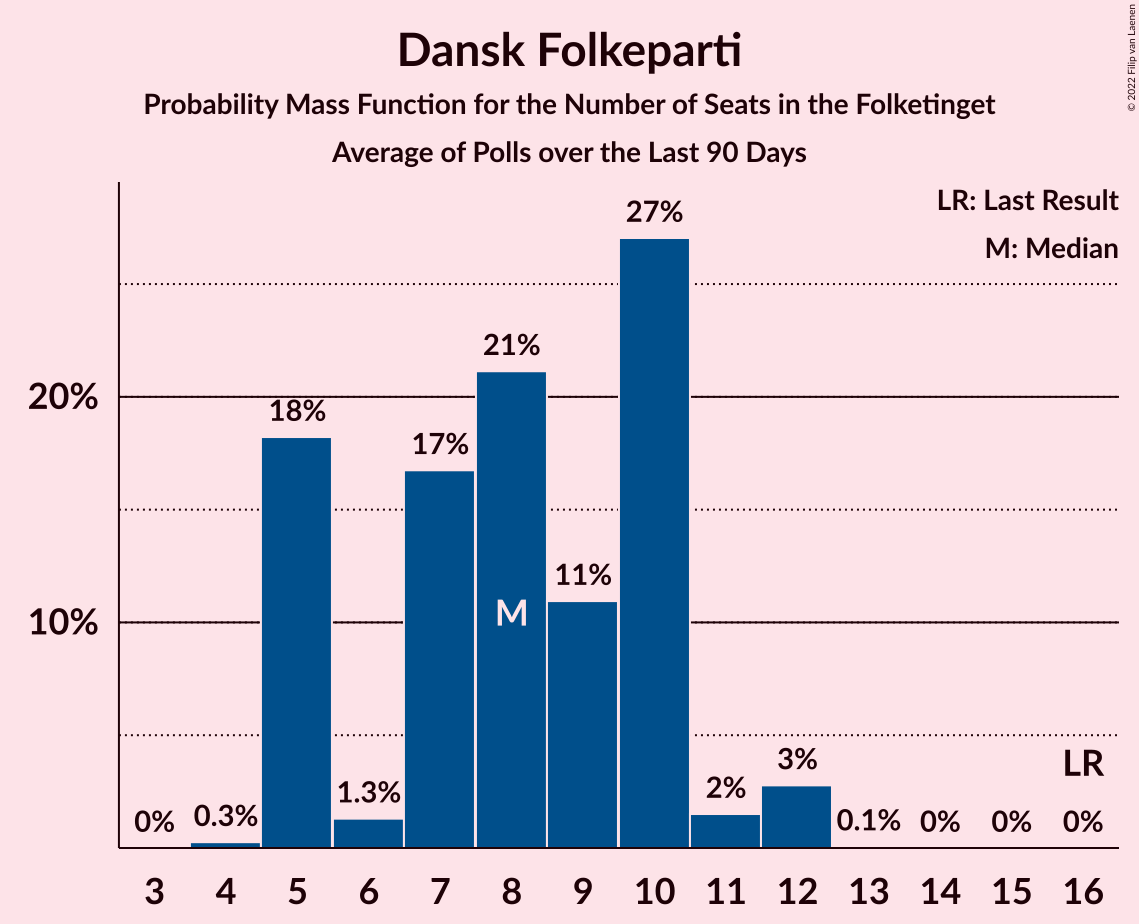 Dansk Folkeparti
Probability Mass Function for the Number of Seats in the Folketinget
Average of Polls over the Last 90 Days
© 2022 Filip van Laenen
LR: Last Result
M: Median
27%
21%
20%
18%
17%
11%
M
10%
3%
LR
2%
1.3%
0.3%
0%
0.1%
0%
0%
0%
3 4 5 6 7 8 9 10 11 12 13 14 15 16